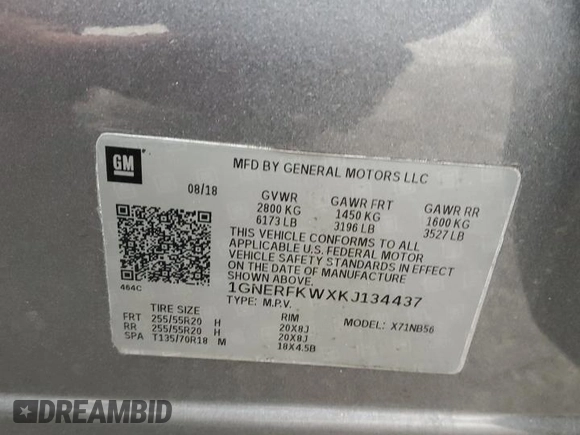 GM
MFD BY GENERAL MOTORS LLC
08/18 GVWR GAWR FRT GAWR RR
2800 KG 1450 KG 1600 KG
6173 LB 3196 LB 3527 LB
THIS VEHICLE CONFORMS TO ALL
APPLICABLE U.S. FEDERAL MOTOR
VEHICLE SAFETY STANDARDS IN EFFECT
ON THE DATE OF MANUFACTURE
SHOWN ABOVE.
464C
1GNERFKWXKJ134437
TYPE: M.P.V. MODEL: X71NB56
TIRE SIZE RIM
FRT 255/55R20 H 20X8J
RR 255/55R20 H 20X8J
SPA T135/70R18 M 18X4.5B
DREAMBID